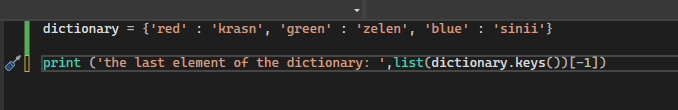 dictionary = {'red' : 'krasn', 'green' : 'zelen', 'blue' : 'sinii'}
print ('the last element of the dictionary: ',list(dictionary.keys())[-1])